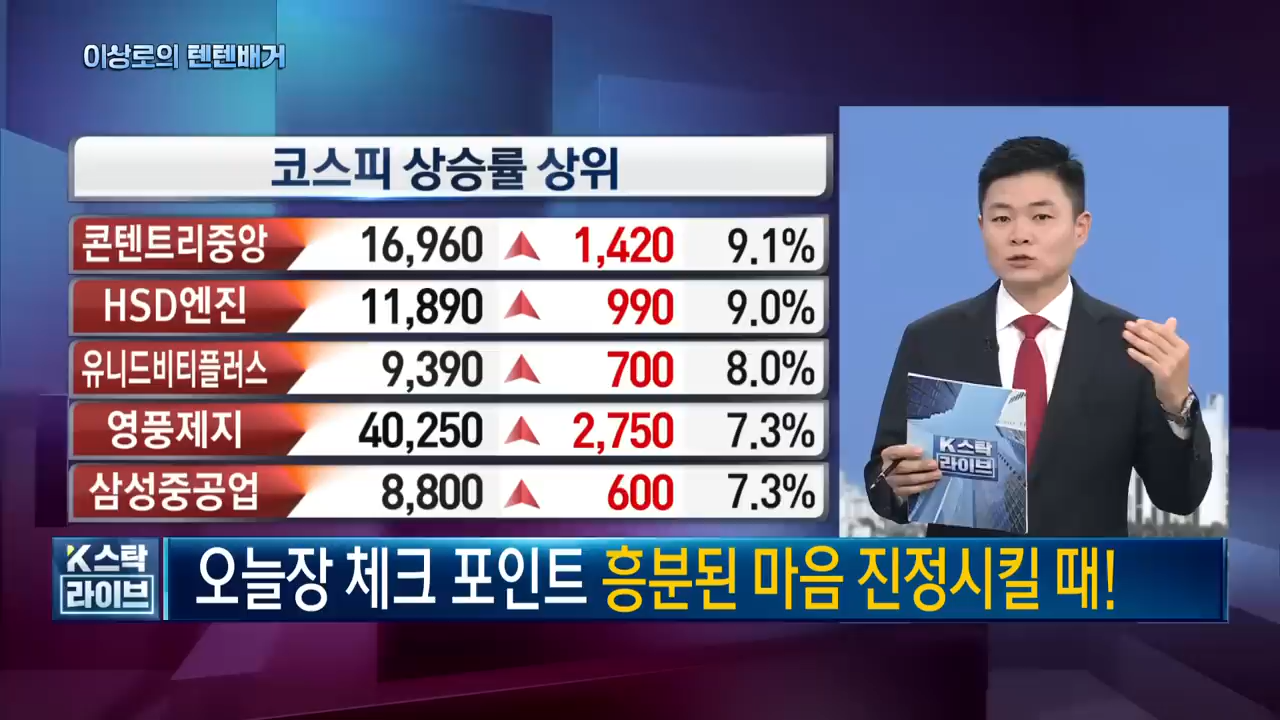 이상로의 텐텐배거
코스피 상승률 상위
콘텐트리중앙 16,960 ▲ 1,420 9.1%
HSD엔진 11,890 ▲ 990 9.0%
유니드비티플러스 9,390 ▲ 700 8.0%
영풍제지 40,250 ▲ 2,750 7.3%
삼성중공업 8,800 ▲ 600 7.3%
K스탁
라이브
K스탁
라이브
오늘장 체크 포인트 흥분된 마음 진정시킬 때!